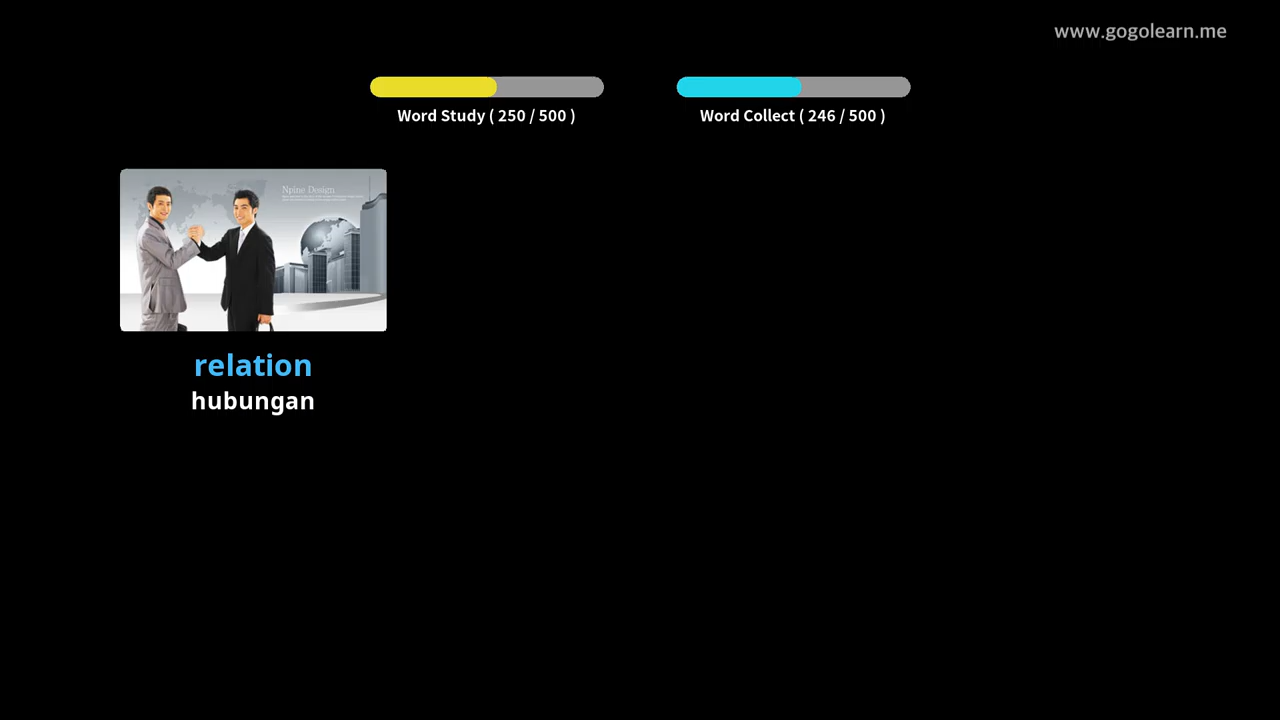 www.gogolearn.me
Word Study ( 250 / 500 )
Word Collect ( 246 / 500 )
Npine Design
relation
hubungan